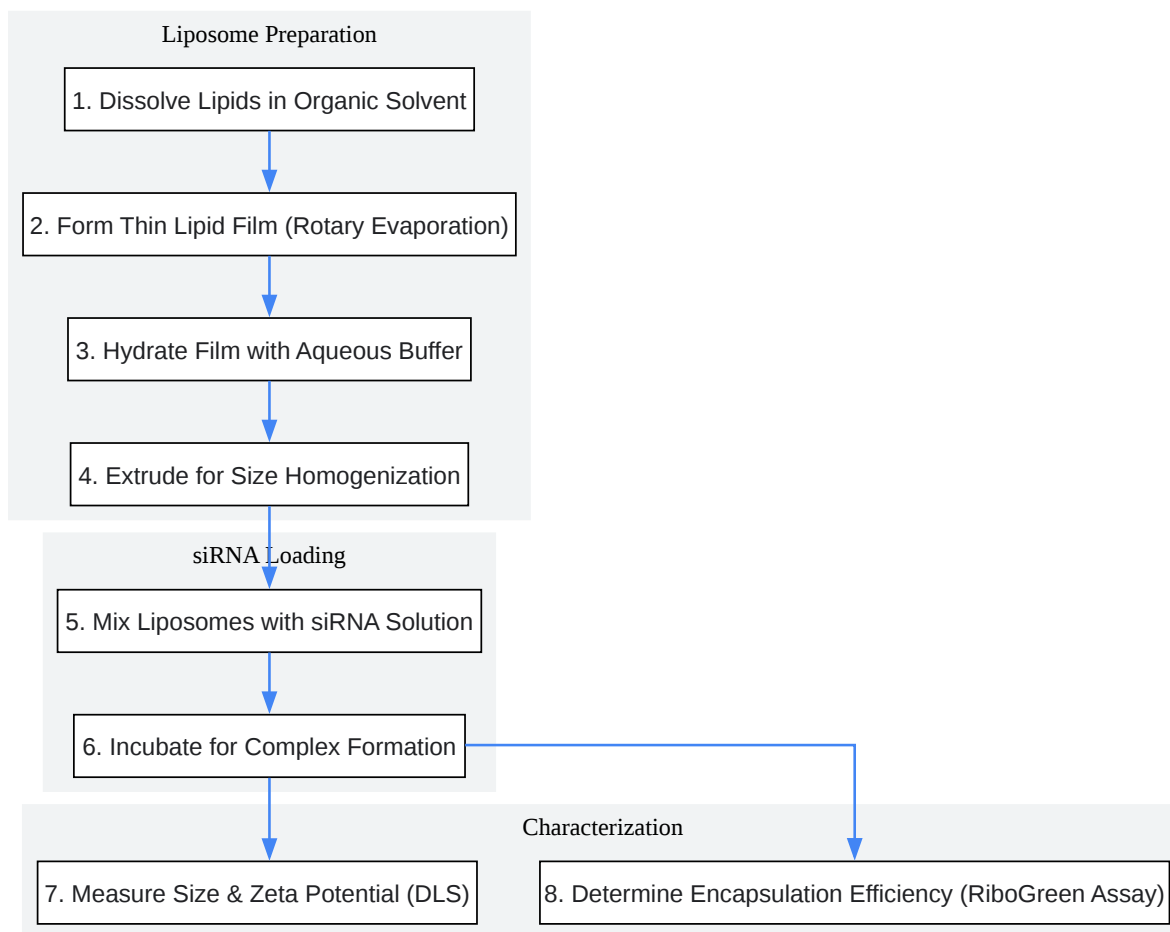 Liposome Preparation
1. Dissolve Lipids in Organic Solvent
2. Form Thin Lipid Film (Rotary Evaporation)
3. Hydrate Film with Aqueous Buffer
4. Extrude for Size Homogenization
siRNA Loading
5. Mix Liposomes with siRNA Solution
6. Incubate for Complex Formation
Characterization
7. Measure Size & Zeta Potential (DLS)
8. Determine Encapsulation Efficiency (RiboGreen Assay)